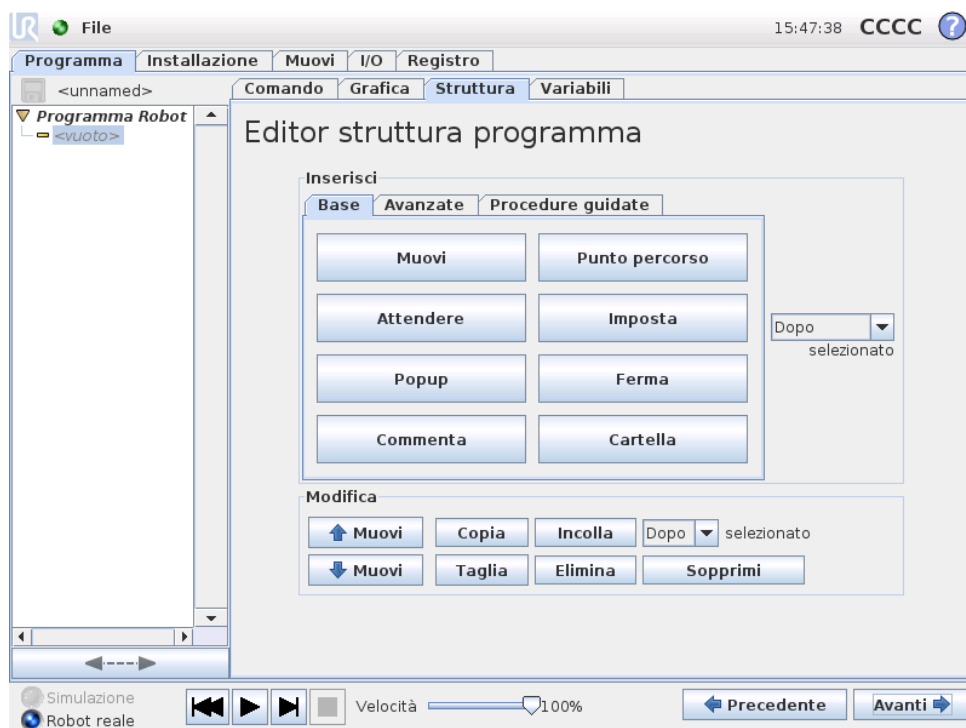 UR File 15:47:38 CCCC ?
Programma Installazione Muovi I/O Registro
<unnamed> Comando Grafica Struttura Variabili
Programma Robot
<vuoto>
Editor struttura programma
Inserisci
Base Avanzate Procedure guidate
Muovi Punto percorso
Attendere Imposta
Dopo
selezionato
Popup Ferma
Commenta Cartella
Modifica
Muovi Copia Incolla Dopo selezionato
Muovi Taglia Elimina Sopprimi
Simulazione
Robot reale
Velocità 100% Precedente Avanti